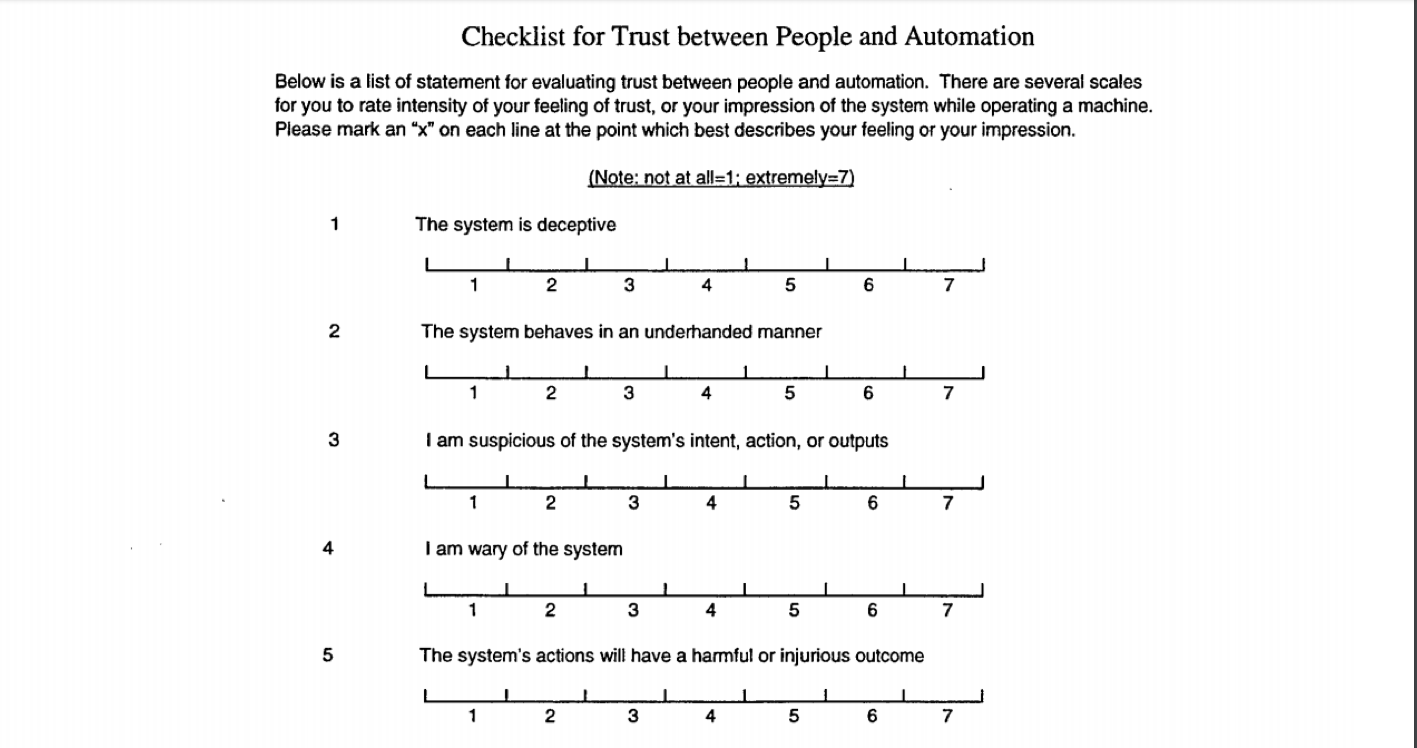 Checklist for Trust between People and Automation
Below is a list of statement for evaluating trust between people and automation. There are several scales
for you to rate intensity of your feeling of trust, or your impression of the system while operating a machine.
Please mark an “x” on each line at the point which best describes your feeling or your impression.
(Note: not at all=1; extremely=7)
1 The system is deceptive
1 2 3 4 5 6 7
2 The system behaves in an underhanded manner
1 2 3 4 5 6 7
3 I am suspicious of the system's intent, action, or outputs
1 2 3 4 5 6 7
4 I am wary of the system
1 2 3 4 5 6 7
5 The system's actions will have a harmful or injurious outcome
1 2 3 4 5 6 7